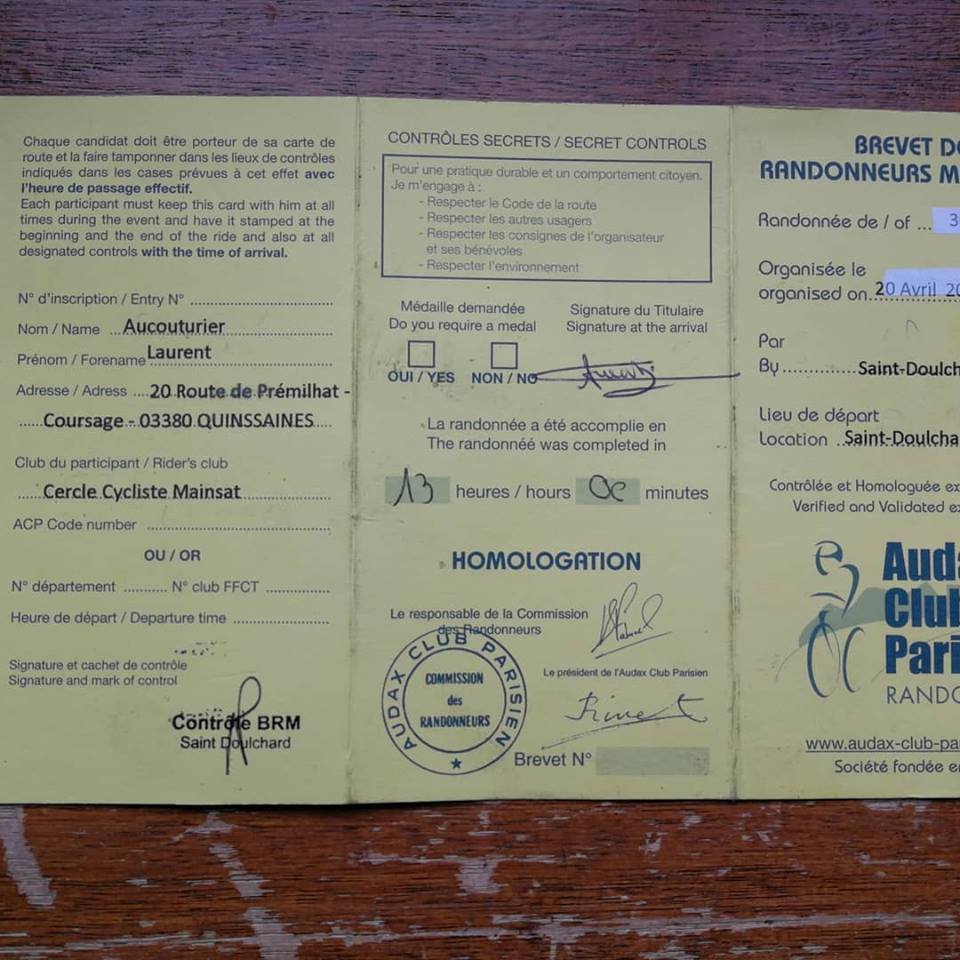 Chaque candidat doit être porteur de sa carte de
route et la faire tamponner dans les lieux de contrôles
indiqués dans les cases prévues à cet effet avec
l'heure de passage effectif.
Each participant must keep this card with him at all
times during the event and have it stamped at the
beginning and the end of the ride and also at all
designated controls with the time of arrival.
N° d'inscription / Entry N°
Nom / Name Aucouturier
Prénom / Forename Laurent
Adresse / Adress 20 Route de Prémilhat -
Coursage - 03380 QUINSSAINES
Club du participant / Rider's club
Cercle Cycliste Mainsat
ACP Code number
OU / OR
N° département N° club FFCT
Heure de départ / Departure time
Signature et cachet de contrôle
Signature and mark of control
Contrôle BRM
Saint Doulchard
CONTRÔLES SECRETS / SECRET CONTROLS
Pour une pratique durable et un comportement citoyen.
Je m'engage à :
- Respecter le Code de la route
- Respecter les autres usagers
- Respecter les consignes de l'organisateur
et ses bénévoles
- Respecter l'environnement
Médaille demandée
Do you require a medal
OUI / YES NON / NO
Signature du Titulaire
Signature at the arrival
La randonnée a été accomplie en
The randonnéé was completed in
13 heures / hours minutes
HOMOLOGATION
Le responsable de la Commission
des Randonneurs
AUDAX CLUB PARISIEN
COMMISSION
des
RANDONNEURS
Le président de l'Audax Club Parisien
Brevet N°
BREVET D
RANDONNEURS M
Randonnée de / of ... 3
Organisée le
organised on 20 Avril 20
Par
By Saint-Doulch
Lieu de départ
Location Saint-Doulcha
Contrôlée et Homologuée ex
Verified and Validated ex
Auda
Club
Pari
RANDO
www.audax-club-pa
Société fondée en